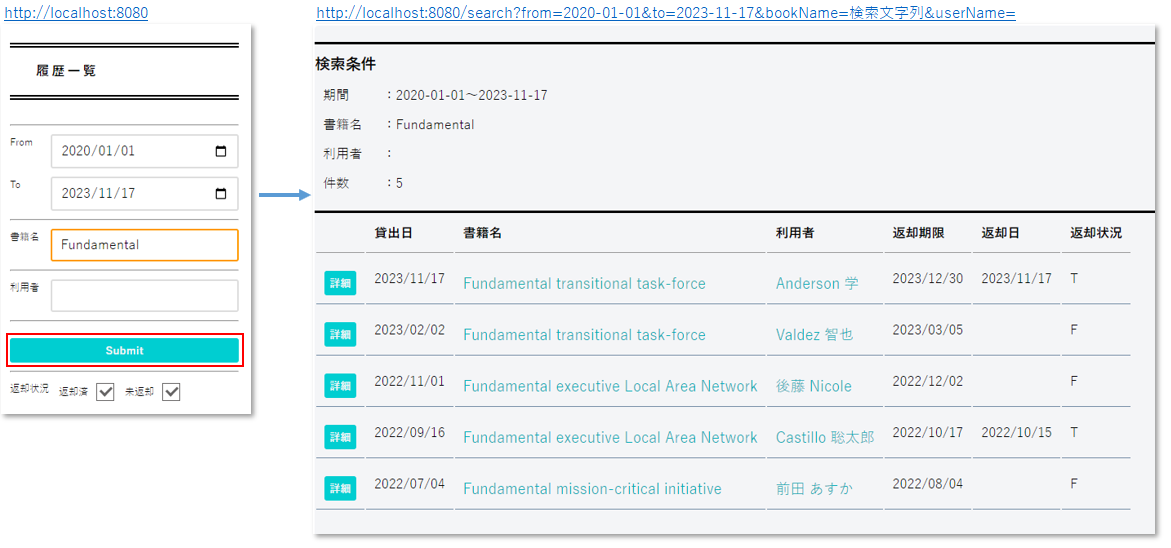 http://localhost:8080
履歴一覧
From 2020/01/01
To 2023/11/17
書籍名 Fundamental
利用者
Submit
返却状況 返却済 未返却
http://localhost:8080/search?from=2020-01-01&to=2023-11-17&bookName=検索文字列&userName=
検索条件
期間 : 2020-01-01～2023-11-17
書籍名 : Fundamental
利用者 :
件数 : 5
貸出日 書籍名 利用者 返却期限 返却日 返却状況
詳細 2023/11/17 Fundamental transitional task-force Anderson 学 2023/12/30 2023/11/17 T
詳細 2023/02/02 Fundamental transitional task-force Valdez 智也 2023/03/05 F
詳細 2022/11/01 Fundamental executive Local Area Network 後藤 Nicole 2022/12/02 F
詳細 2022/09/16 Fundamental executive Local Area Network Castillo 聡太郎 2022/10/17 2022/10/15 T
詳細 2022/07/04 Fundamental mission-critical initiative 前田 あすか 2022/08/04 F